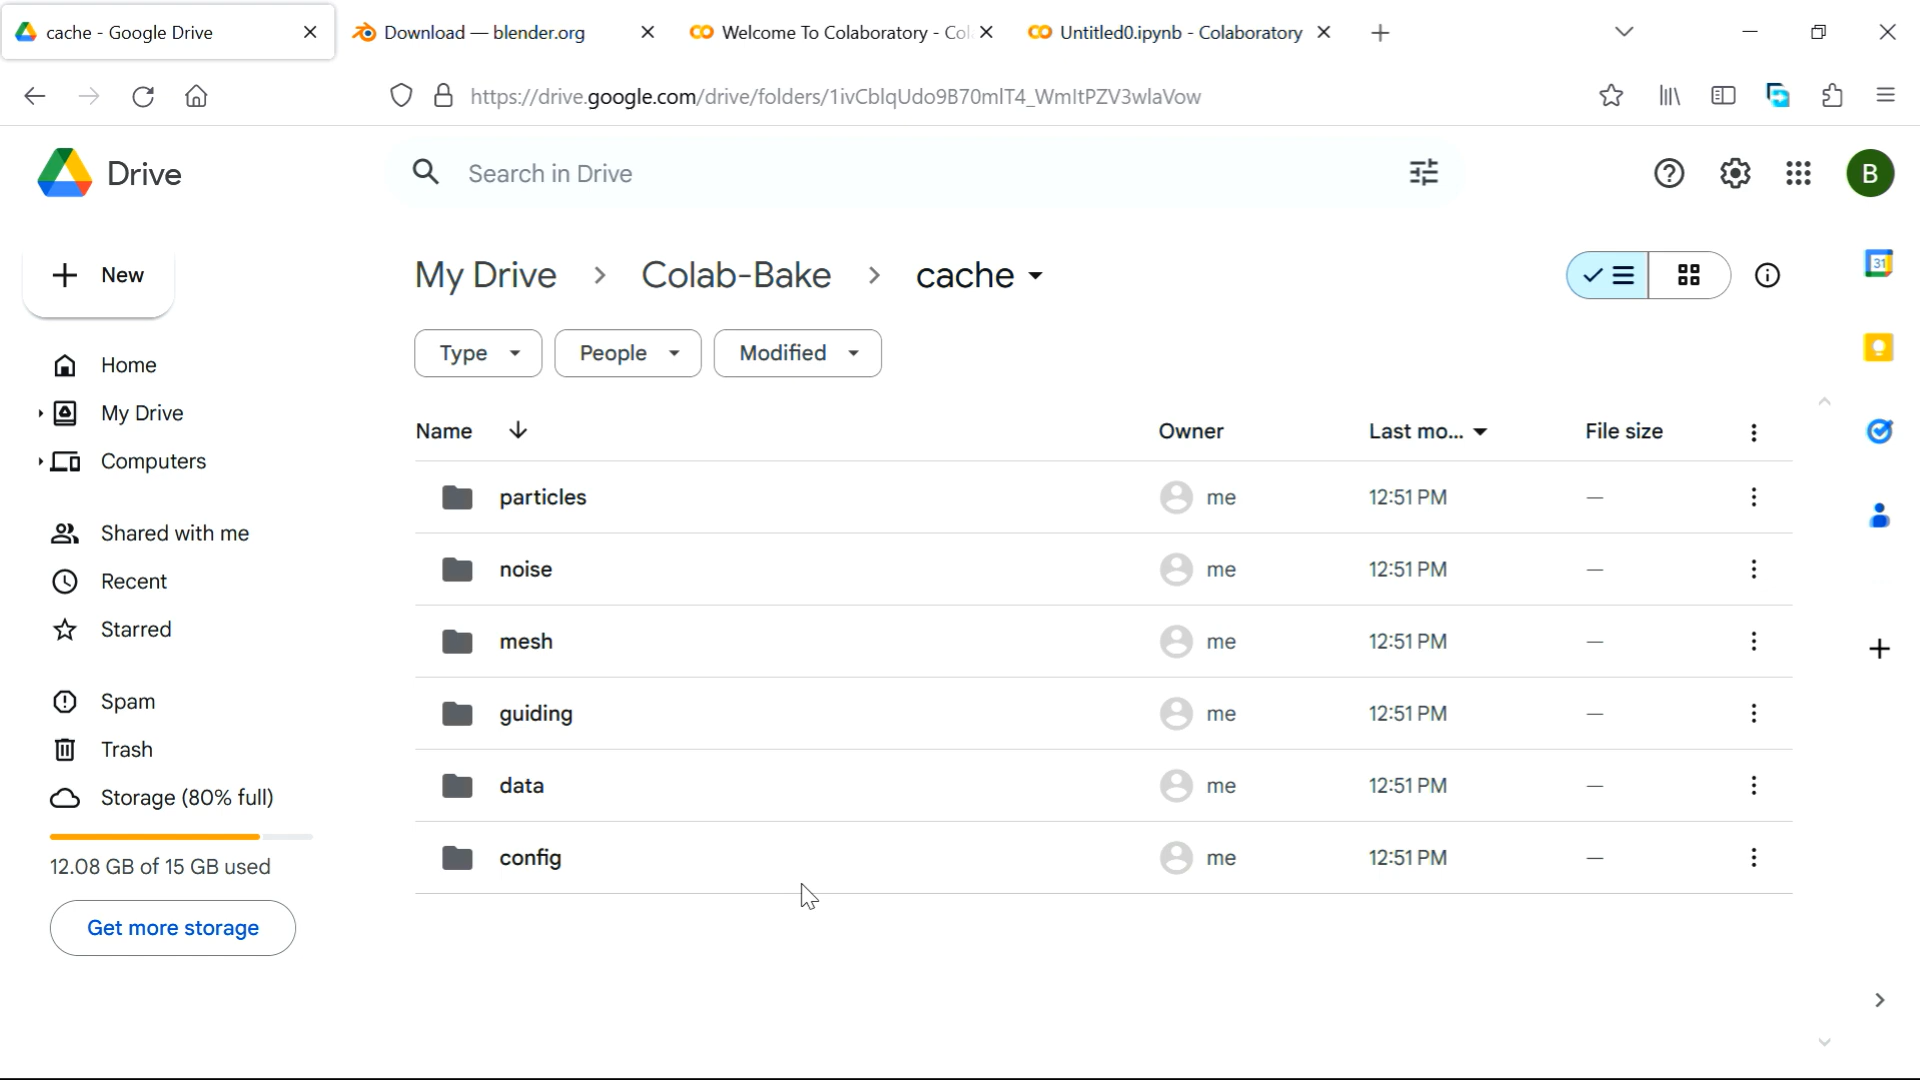 cache - Google Drive
Download — blender.org
Welcome To Colaboratory - Col
Untitled0.ipynb - Colaboratory
https://drive.google.com/drive/folders/1ivCblqUdo9B70mlT4_WmltPZV3wlaVow
Drive
Search in Drive
B
New
My Drive > Colab-Bake > cache
31
Type
People
Modified
Home
My Drive
Computers
Shared with me
Recent
Starred
Spam
Trash
Storage (80% full)
12.08 GB of 15 GB used
Get more storage
Name Owner Last mo... File size
particles me 12:51 PM —
noise me 12:51 PM —
mesh me 12:51 PM —
guiding me 12:51 PM —
data me 12:51 PM —
config me 12:51 PM —